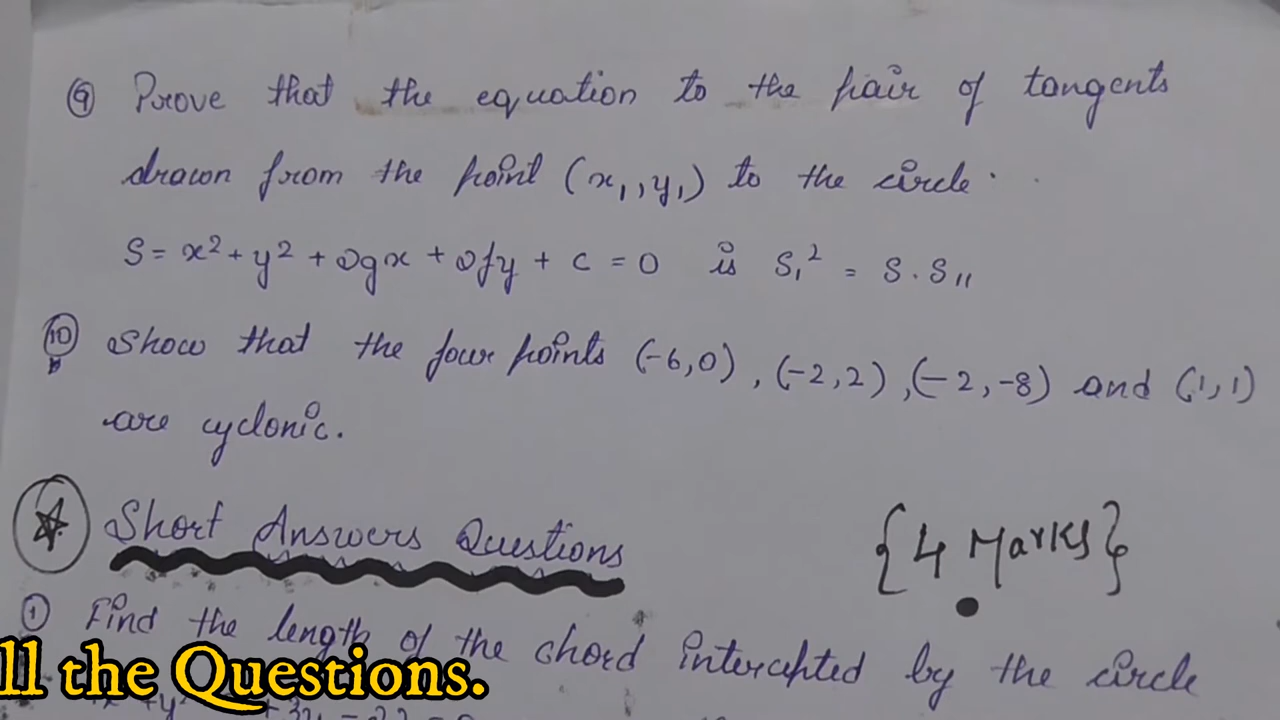 ⑨ Prove that the equation to the pair of tangents
drawn from the point (x₁, y₁) to the circle.
S = x² + y² + 2gx + 2fy + c = 0 is S₁² = S . S₁₁
⑩ Show that the four points (-6,0), (-2,2), (-2,-8) and (1,1)
are cyclonic.
Short Answers Questions {4 Marks}
① Find the length of the chord intercepted by the circle
ll the Questions.